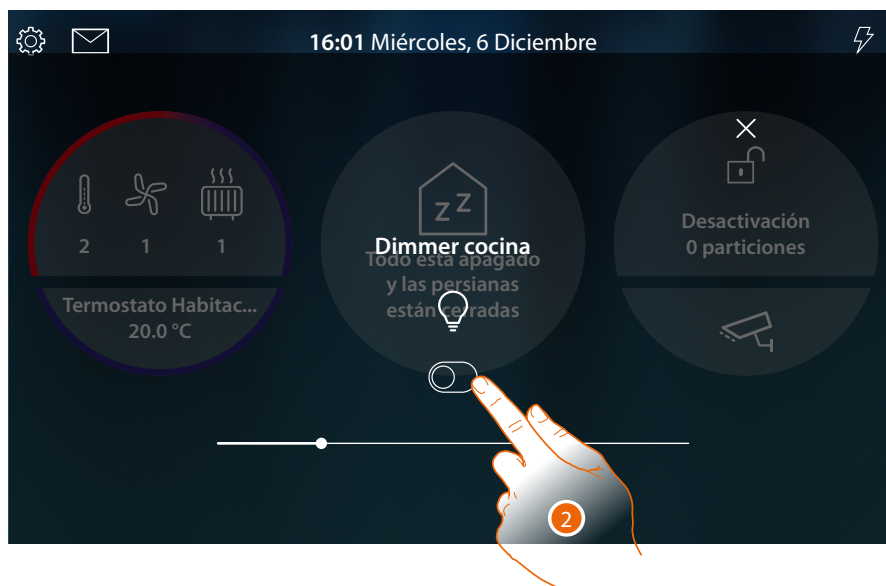 16:01 Miércoles, 6 Diciembre
2 1 1
Termostato Habitac...
20.0 °C
Z Z
Dimmer cocina
Todo está apagado
y las persianas
están cerradas
Desactivación
0 particiones
2